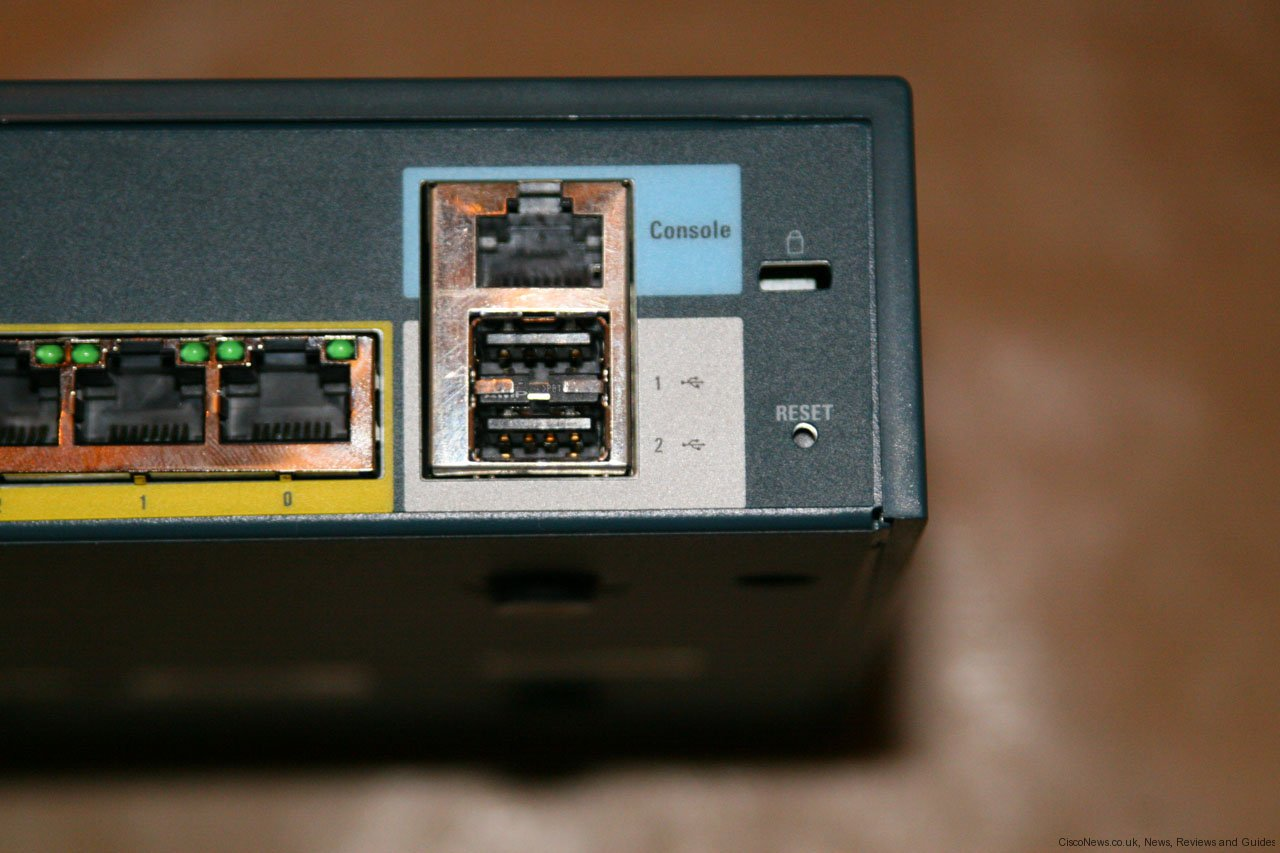 Console
1
RESET
2
1 0
CiscoNews.co.uk, News, Reviews and Guides